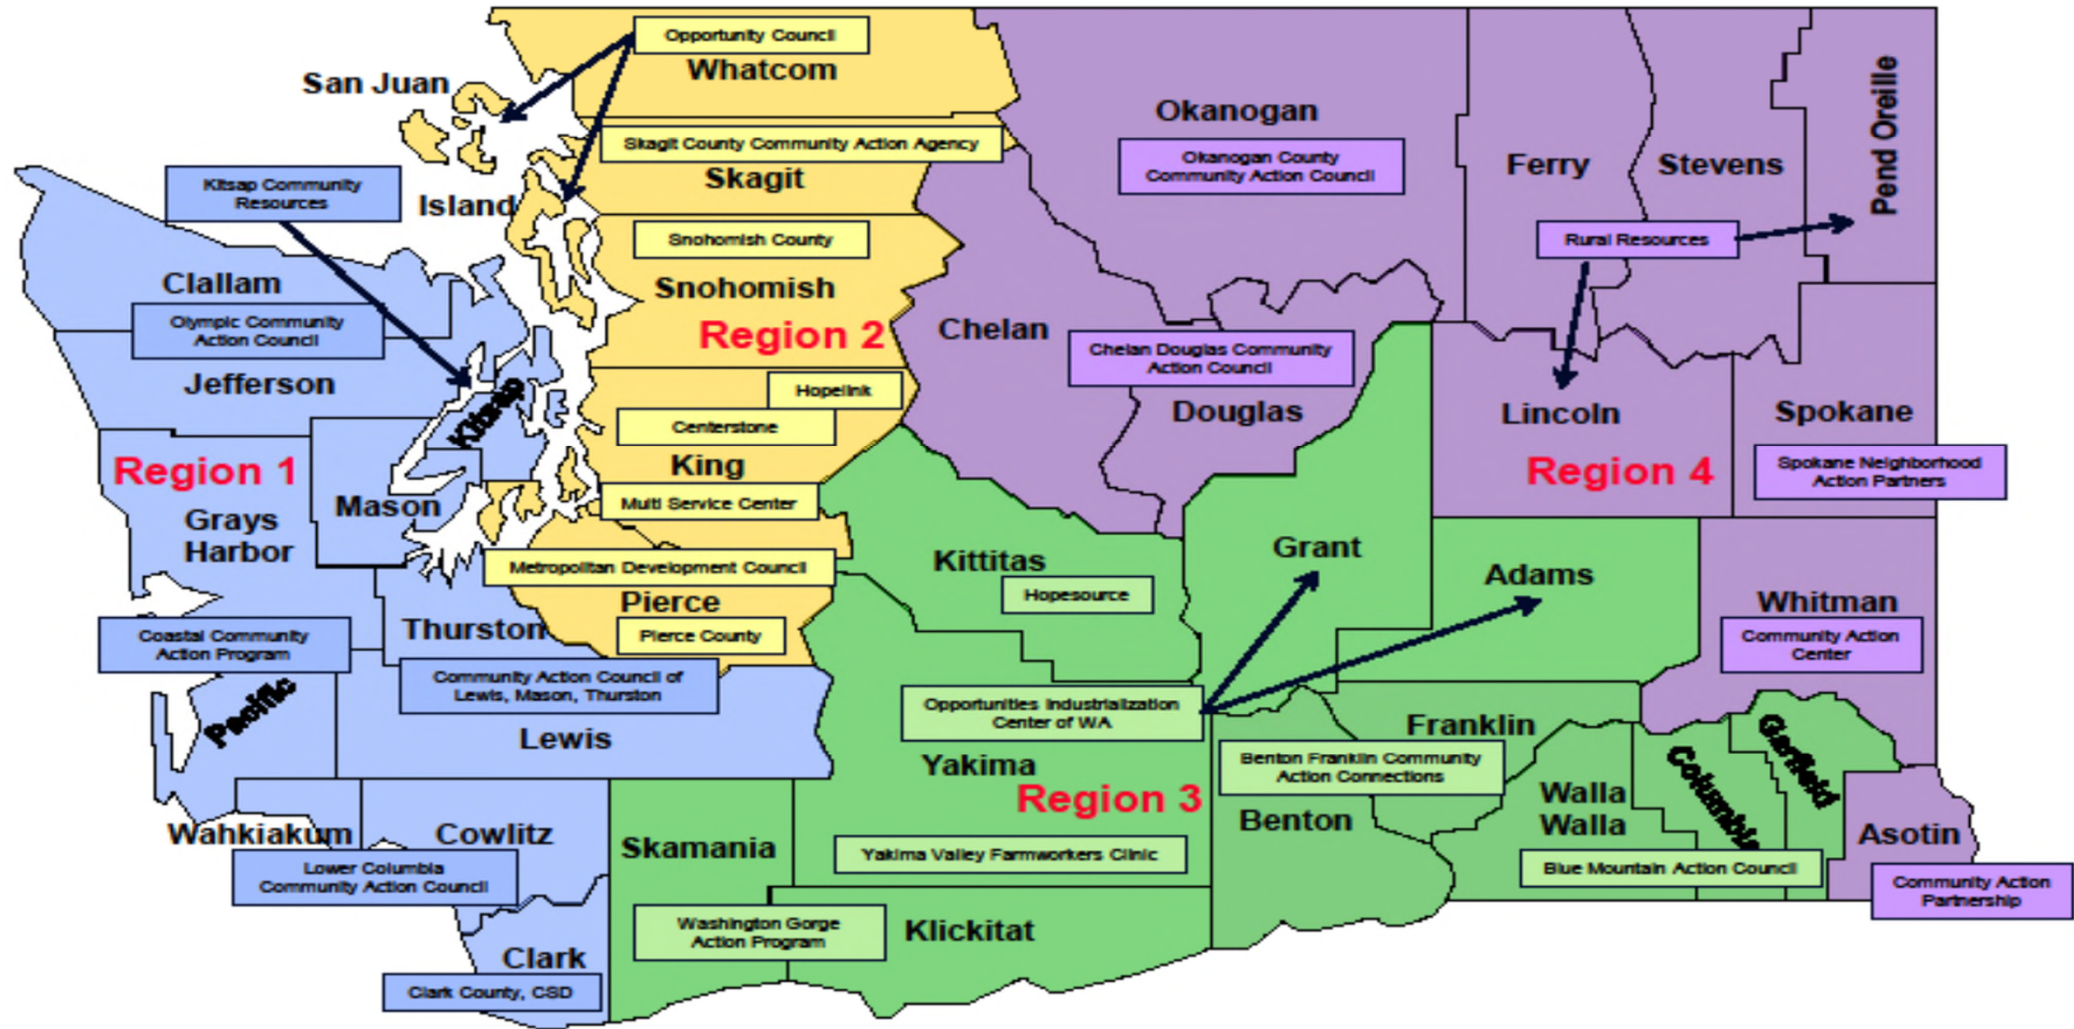 Opportunity Council
Whatcom
San Juan
Okanogan
Pend Oreille
Skagit County Community Action Agency
Okanogan County
Community Action Council
Ferry
Stevens
Skagit
Kitsap Community
Resources
Island
Snohomish County
Rural Resources
Clallam
Snohomish
Olympic Community
Action Council
Region 2
Chelan
Chelan Douglas Community
Action Council
Jefferson
Hopelink
Kitsap
Douglas
Lincoln
Spokane
Centerstone
King
Region 1
Region 4
Spokane Neighborhood
Action Partners
Multi Service Center
Mason
Grays
Harbor
Kittitas
Grant
Adams
Metropolitan Development Council
Hopesource
Pierce
Whitman
Thurston
Pierce County
Coastal Community
Action Program
Community Action
Center
Community Action Council of
Lewis, Mason, Thurston
Pacific
Opportunities Industrialization
Center of WA
Franklin
Garfield
Lewis
Yakima
Benton Franklin Community
Action Connections
Columbia
Region 3
Walla
Walla
Benton
Wahkiakum
Cowlitz
Skamania
Yakima Valley Farmworkers Clinic
Asotin
Lower Columbia
Community Action Council
Blue Mountain Action Council
Community Action
Partnership
Washington Gorge
Action Program
Klickitat
Clark
Clark County, CSD